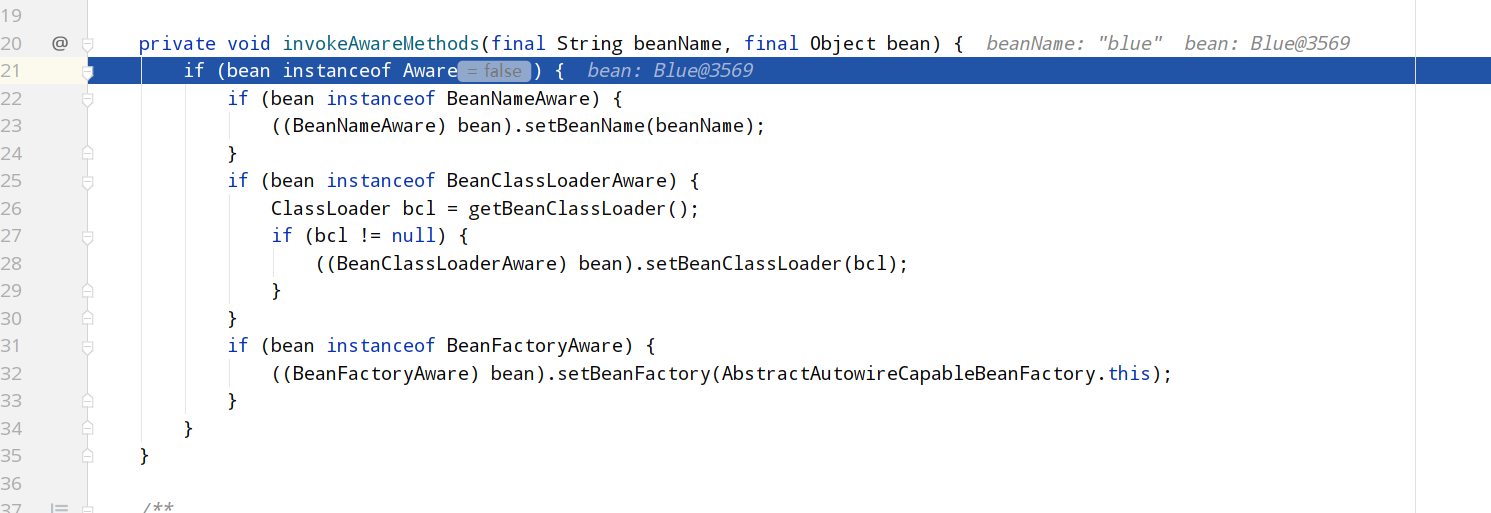 19
20 @ private void invokeAwareMethods(final String beanName, final Object bean) { beanName: "blue" bean: Blue@3569
21 if (bean instanceof Aware = false ) { bean: Blue@3569
22 if (bean instanceof BeanNameAware) {
23 ((BeanNameAware) bean).setBeanName(beanName);
24 }
25 if (bean instanceof BeanClassLoaderAware) {
26 ClassLoader bcl = getBeanClassLoader();
27 if (bcl != null) {
28 ((BeanClassLoaderAware) bean).setBeanClassLoader(bcl);
29 }
30 }
31 if (bean instanceof BeanFactoryAware) {
32 ((BeanFactoryAware) bean).setBeanFactory(AbstractAutowireCapableBeanFactory.this);
33 }
34 }
35 }
36
37 /**